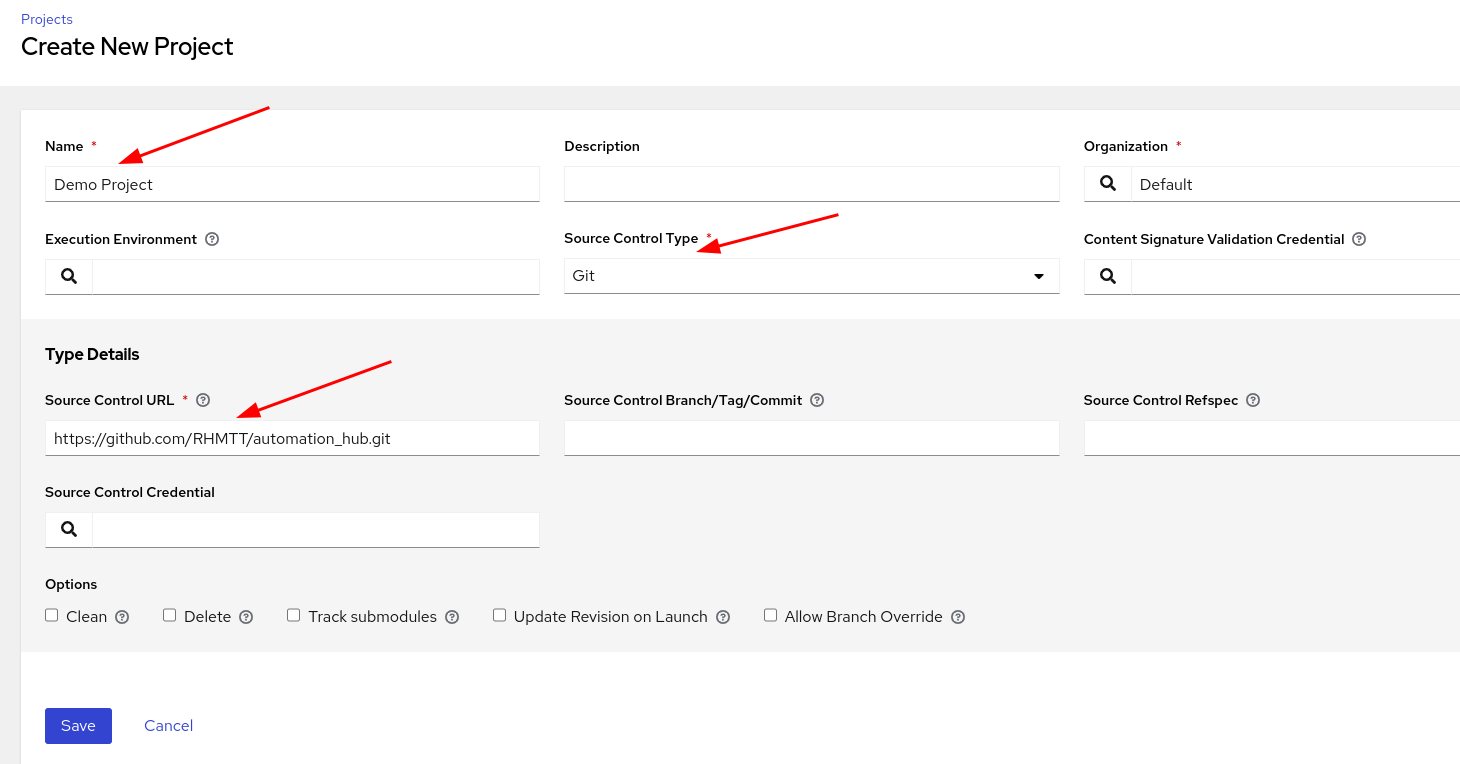 Projects
Create New Project
Name *
Description
Organization *
Demo Project
Default
Execution Environment
Source Control Type *
Content Signature Validation Credential
Git
Type Details
Source Control URL *
Source Control Branch/Tag/Commit
Source Control Refspec
https://github.com/RHMTT/automation_hub.git
Source Control Credential
Options
Clean
Delete
Track submodules
Update Revision on Launch
Allow Branch Override
Save
Cancel